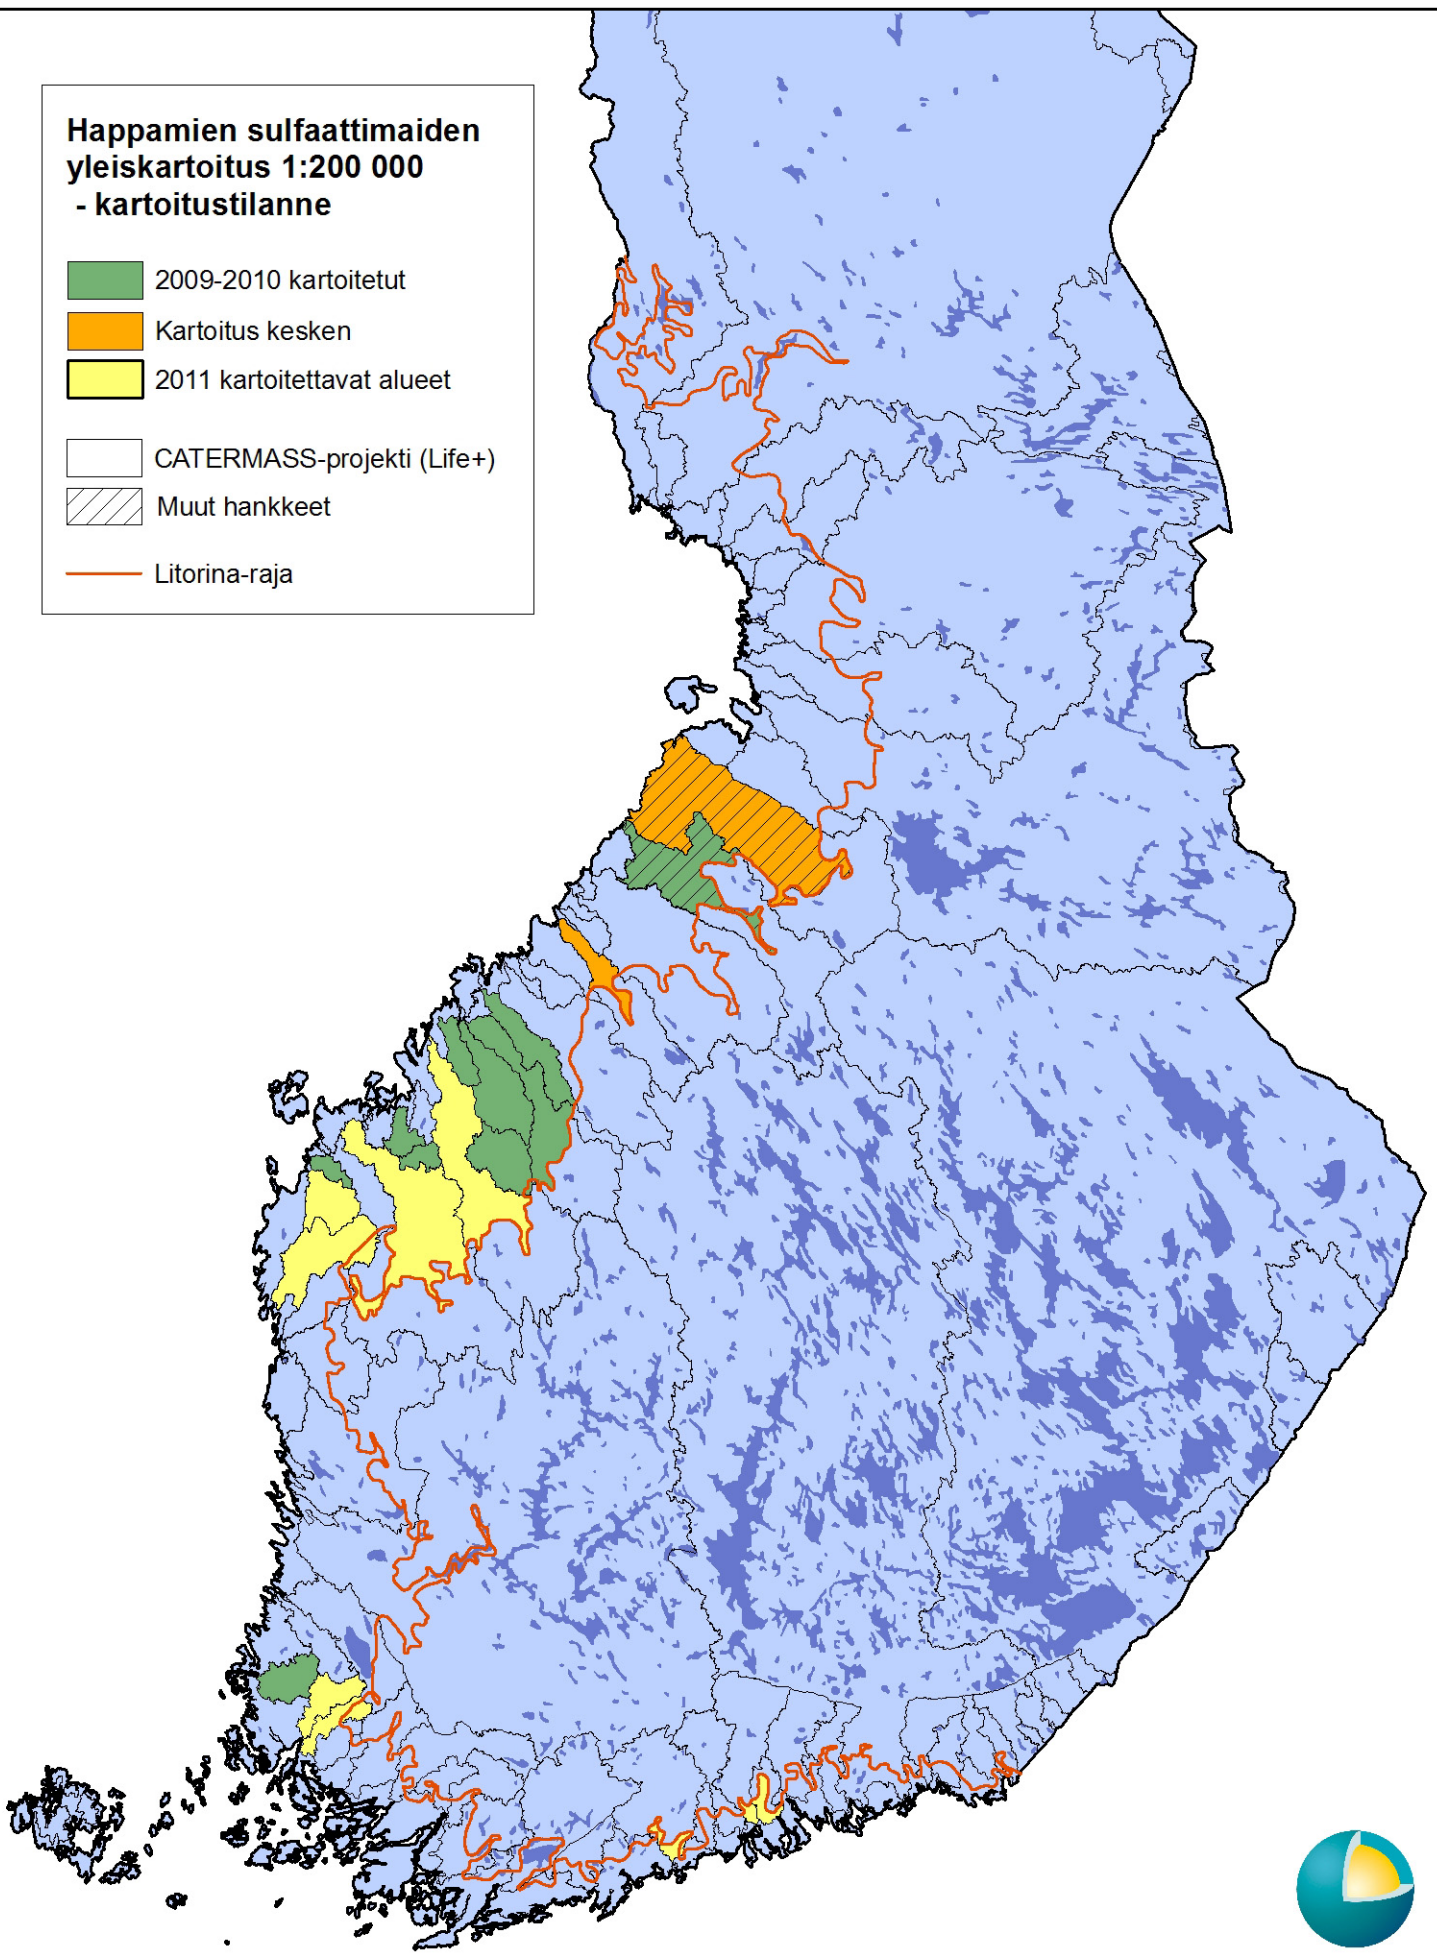 Happamien sulfaattimaiden
yleiskartoitus 1:200 000
- kartoitustilanne
2009-2010 kartoitetut
Kartoitus kesken
2011 kartoitettavat alueet
CATERMASS-projekti (Life+)
Muut hankkeet
Litorina-raja